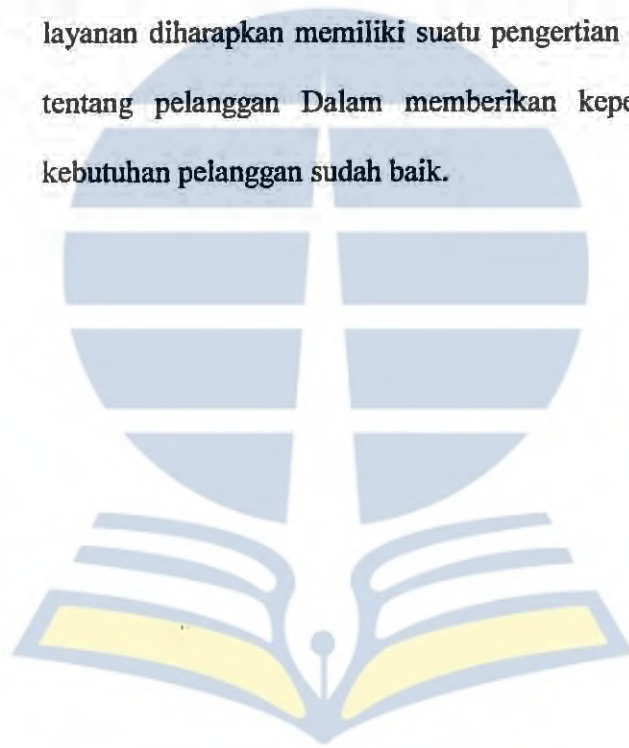 layanan diharapkan memiliki suatu pengertian
tentang pelanggan Dalam memberikan
kebutuhan pelanggan sudah baik.